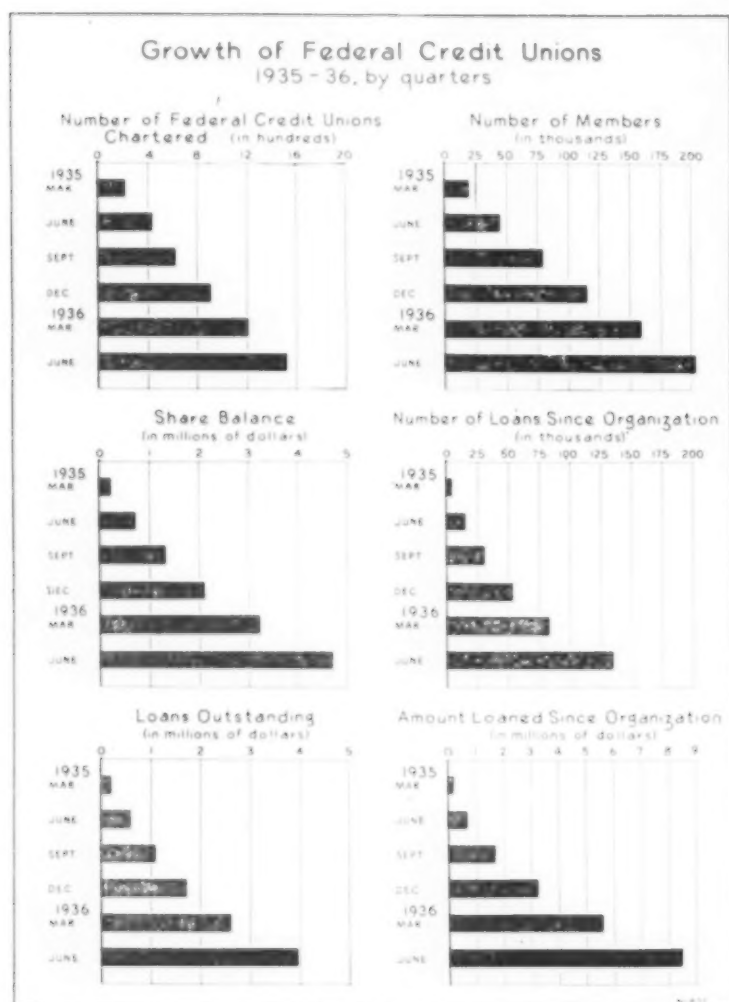 Growth of Federal Credit Unions
1935-36, by quarters
Number of Federal Credit Unions
Chartered (in hundreds)
0 4 8 12 16 20
1935
MAR
JUNE
SEPT
DEC
1936
MAR
JUNE
Number of Members
(in thousands)
0 25 50 75 100 125 150 175 200
1935
MAR
JUNE
SEPT
DEC
1936
MAR
JUNE
Share Balance
(in millions of dollars)
0 1 2 3 4 5
1935
MAR
JUNE
SEPT
DEC
1936
MAR
JUNE
Number of Loans Since Organization
(in thousands)
0 25 50 75 100 125 150 175 200
1935
MAR
JUNE
SEPT
DEC
1936
MAR
JUNE
Loans Outstanding
(in millions of dollars)
0 1 2 3 4 5
1935
MAR
JUNE
SEPT
DEC
1936
MAR
JUNE
Amount Loaned Since Organization
(in millions of dollars)
0 1 2 3 4 5 6 7 8 9
1935
MAR
JUNE
SEPT
DEC
1936
MAR
JUNE